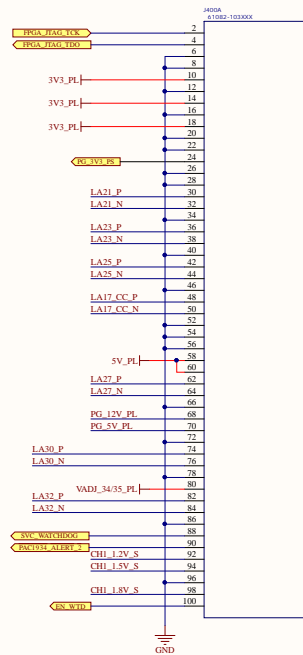 J400A
61082-103XXX
FPGA_JTAG_TCK 2
FPGA_JTAG_TDO 4
6
8
3V3_PL 10
12
3V3_PL 14
16
3V3_PL 18
20
22
PG_3V3_PS 24
26
28
LA21_P 30
LA21_N 32
34
LA23_P 36
LA23_N 38
40
LA25_P 42
LA25_N 44
46
LA17_CC_P 48
LA17_CC_N 50
52
54
56
5V_PL 58
60
LA27_P 62
LA27_N 64
66
PG_12V_PL 68
PG_5V_PL 70
72
LA30_P 74
LA30_N 76
78
VADJ_34/35_PL 80
LA32_P 82
LA32_N 84
86
SVC_WATCHDOG 88
PAC1934_ALERT_2 90
CH1_1.2V_S 92
CH1_1.5V_S 94
96
CH1_1.8V_S 98
EN_WTD 100
GND